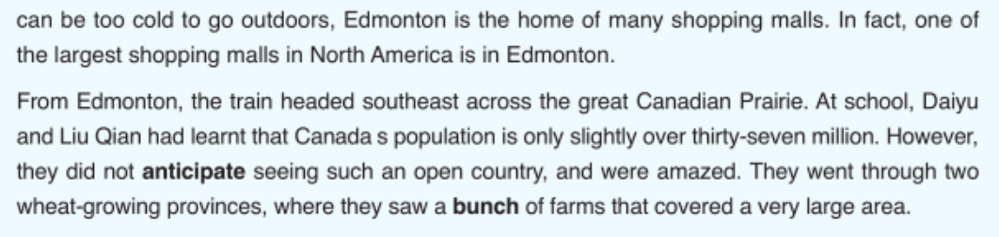 can be too cold to go outdoors, Edmonton is the home of many shopping malls. In fact, one of
the largest shopping malls in North America is in Edmonton.
From Edmonton, the train headed southeast across the great Canadian Prairie. At school, Daiyu
and Liu Qian had learnt that Canada s population is only slightly over thirty-seven million. However,
they did not anticipate seeing such an open country, and were amazed. They went through two
wheat-growing provinces, where they saw a bunch of farms that covered a very large area.